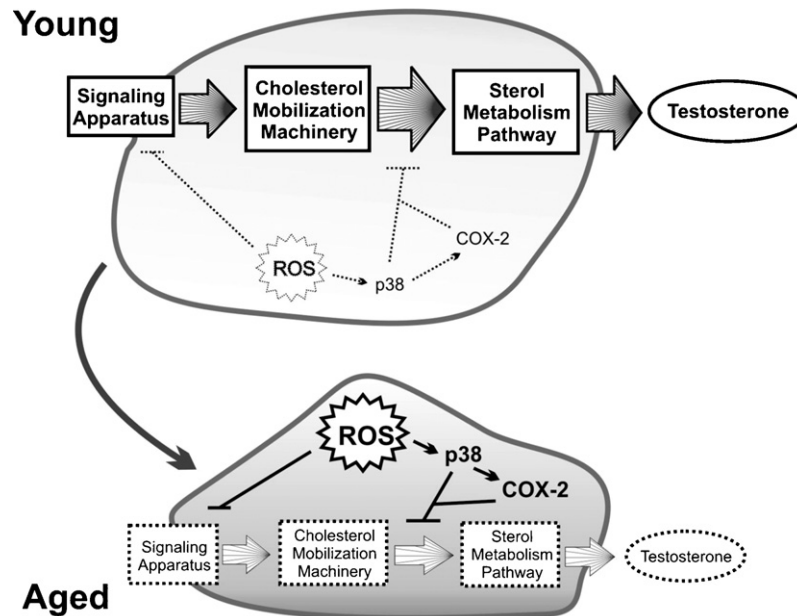 Young
Signaling
Apparatus
Cholesterol
Mobilization
Machinery
Sterol
Metabolism
Pathway
Testosterone
COX-2
ROS
p38
ROS
p38
COX-2
Signaling
Apparatus
Cholesterol
Mobilization
Machinery
Sterol
Metabolism
Pathway
Testosterone
Aged